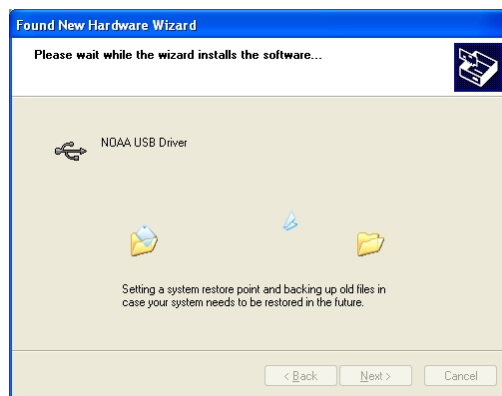 Found New Hardware Wizard
Please wait while the wizard installs the software...
NOAA USB Driver
Setting a system restore point and backing up old files in
case your system needs to be restored in the future.
< Back
Next >
Cancel